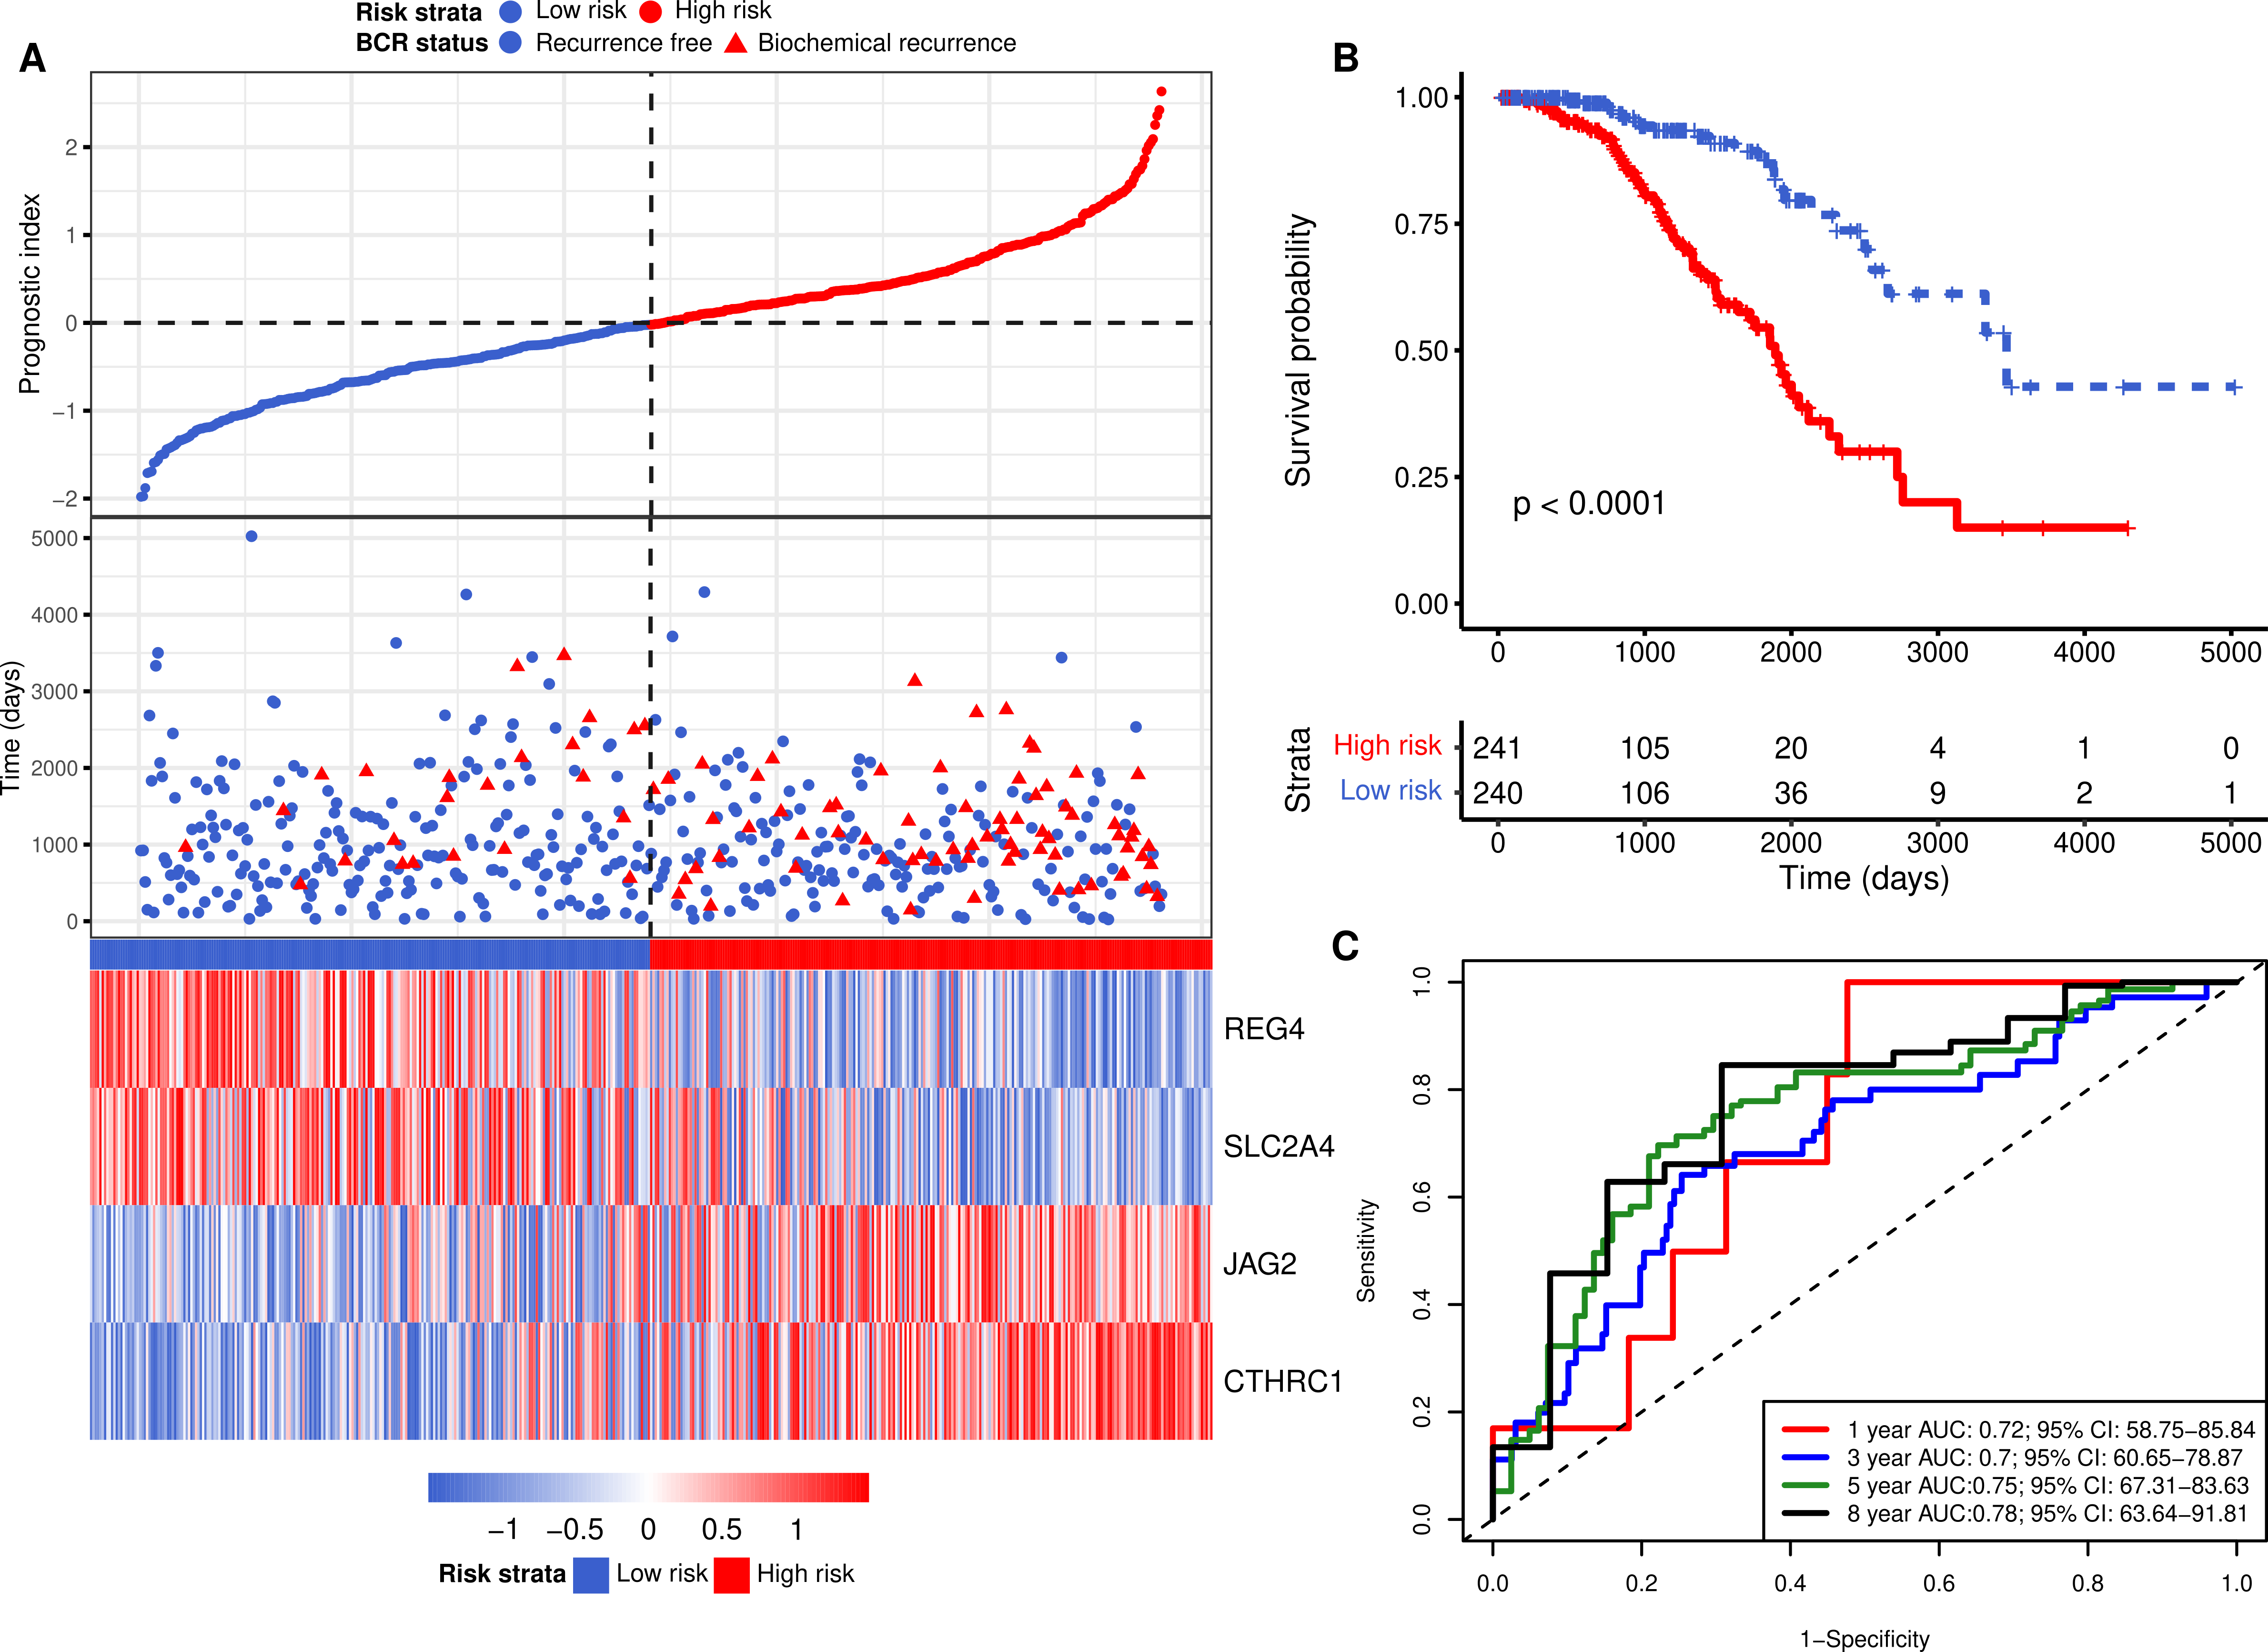 Risk strata Low risk High risk
BCR status Recurrence free Biochemical recurrence
A
Prognostic index
2
1
0
−1
−2
Time (days)
5000
4000
3000
2000
1000
0
REG4
SLC2A4
JAG2
CTHRC1
−1 −0.5 0 0.5 1
Risk strata Low risk High risk
B
Survival probability
1.00
0.75
0.50
0.25
0.00
p < 0.0001
0 1000 2000 3000 4000 5000
Strata
High risk 241 105 20 4 1 0
Low risk 240 106 36 9 2 1
0 1000 2000 3000 4000 5000
Time (days)
C
Sensitivity
1.0
0.8
0.6
0.4
0.2
0.0
1 year AUC: 0.72; 95% CI: 58.75−85.84
3 year AUC: 0.7; 95% CI: 60.65−78.87
5 year AUC:0.75; 95% CI: 67.31−83.63
8 year AUC:0.78; 95% CI: 63.64−91.81
0.0 0.2 0.4 0.6 0.8 1.0
1−Specificity